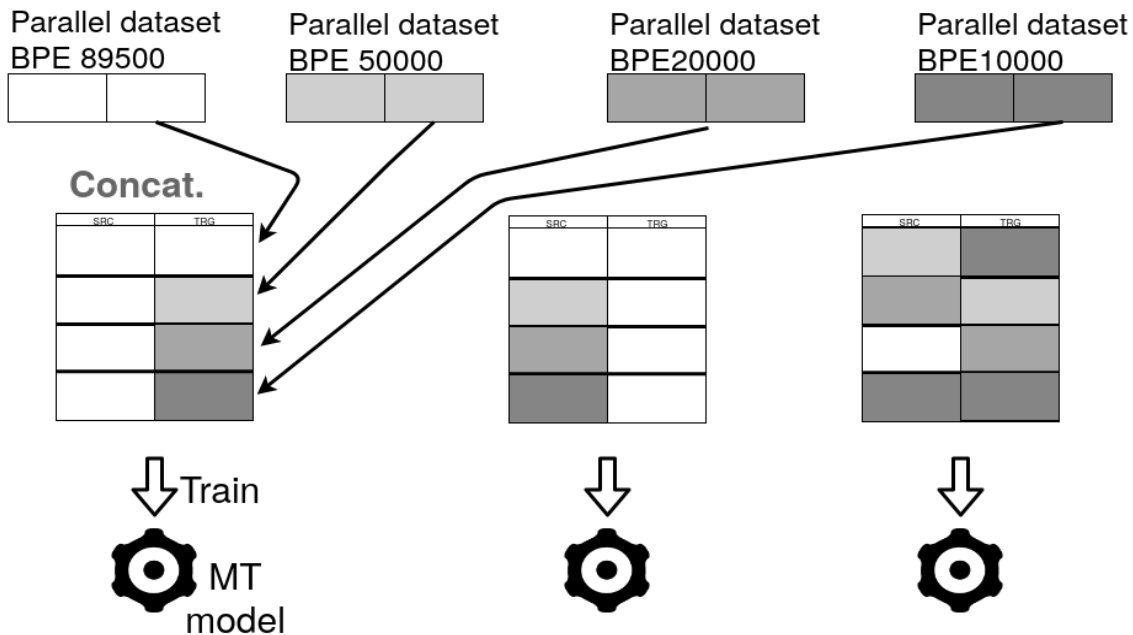 Parallel dataset
BPE 89500
Parallel dataset
BPE 50000
Parallel dataset
BPE20000
Parallel dataset
BPE10000
Concat.
SRC TRG
SRC TRG
SRC TRG
Train
MT
model